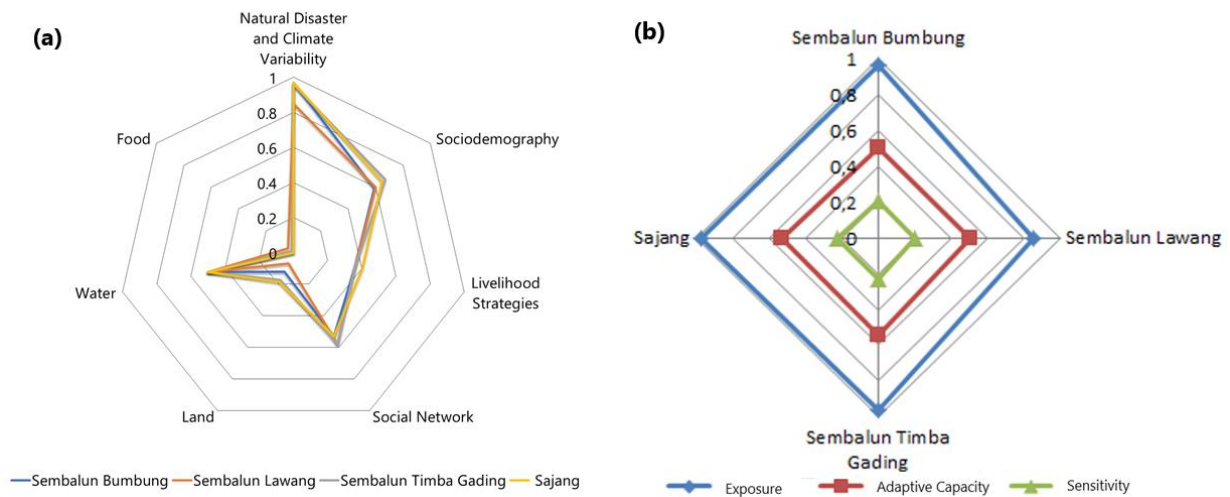 (a)
Natural Disaster
and Climate
Variability
1
0.8
0.6
0.4
0.2
0
Sociodemography
Livelihood
Strategies
Social Network
Land
Water
Food
Sembalun Bumbung Sembalun Lawang Sembalun Timba Gading Sajang
(b)
Sembalun Bumbung
1
0,8
0,6
0,4
0,2
0
Sembalun Lawang
Sembalun Timba
Gading
Sajang
Exposure Adaptive Capacity Sensitivity